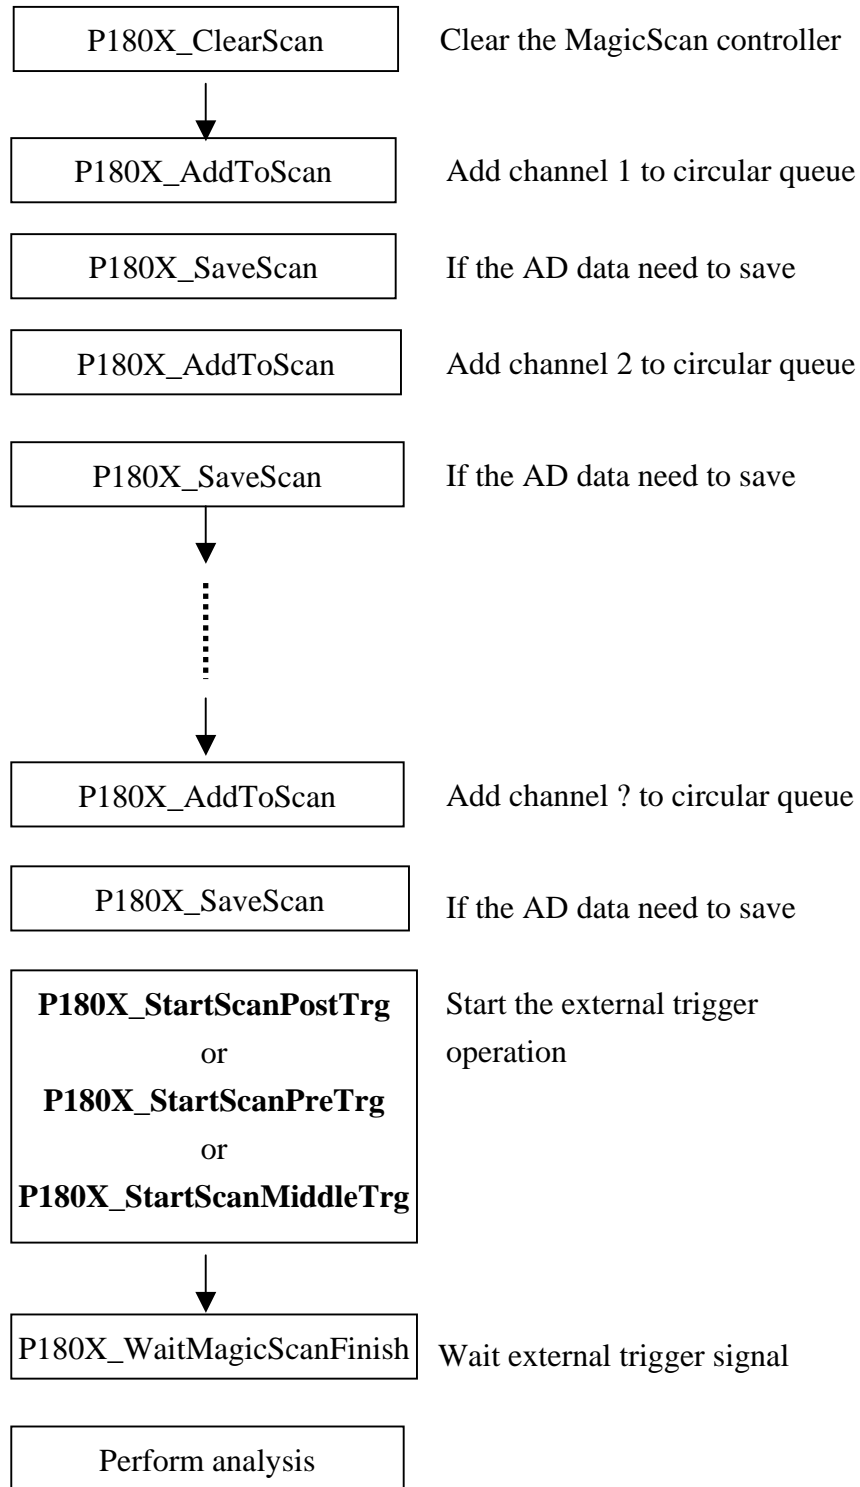 P180X_ClearScan Clear the MagicScan controller
P180X_AddToScan Add channel 1 to circular queue
P180X_SaveScan If the AD data need to save
P180X_AddToScan Add channel 2 to circular queue
P180X_SaveScan If the AD data need to save
P180X_AddToScan Add channel ? to circular queue
P180X_SaveScan If the AD data need to save
P180X_StartScanPostTrg Start the external trigger
or operation
P180X_StartScanPreTrg
or
P180X_StartScanMiddleTrg
P180X_WaitMagicScanFinish Wait external trigger signal
Perform analysis